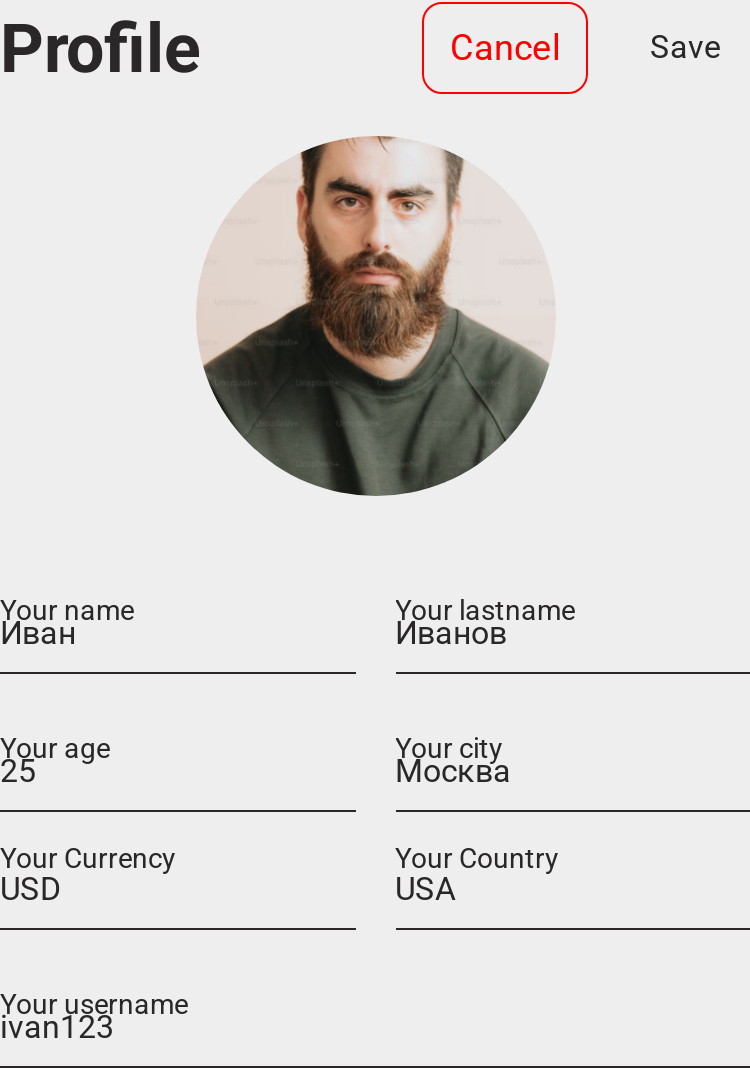 Profile Cancel Save
Unsplash+
Your name Your lastname
Иван Иванов
Your age Your city
25 Москва
Your Currency Your Country
USD USA
Your username
ivan123